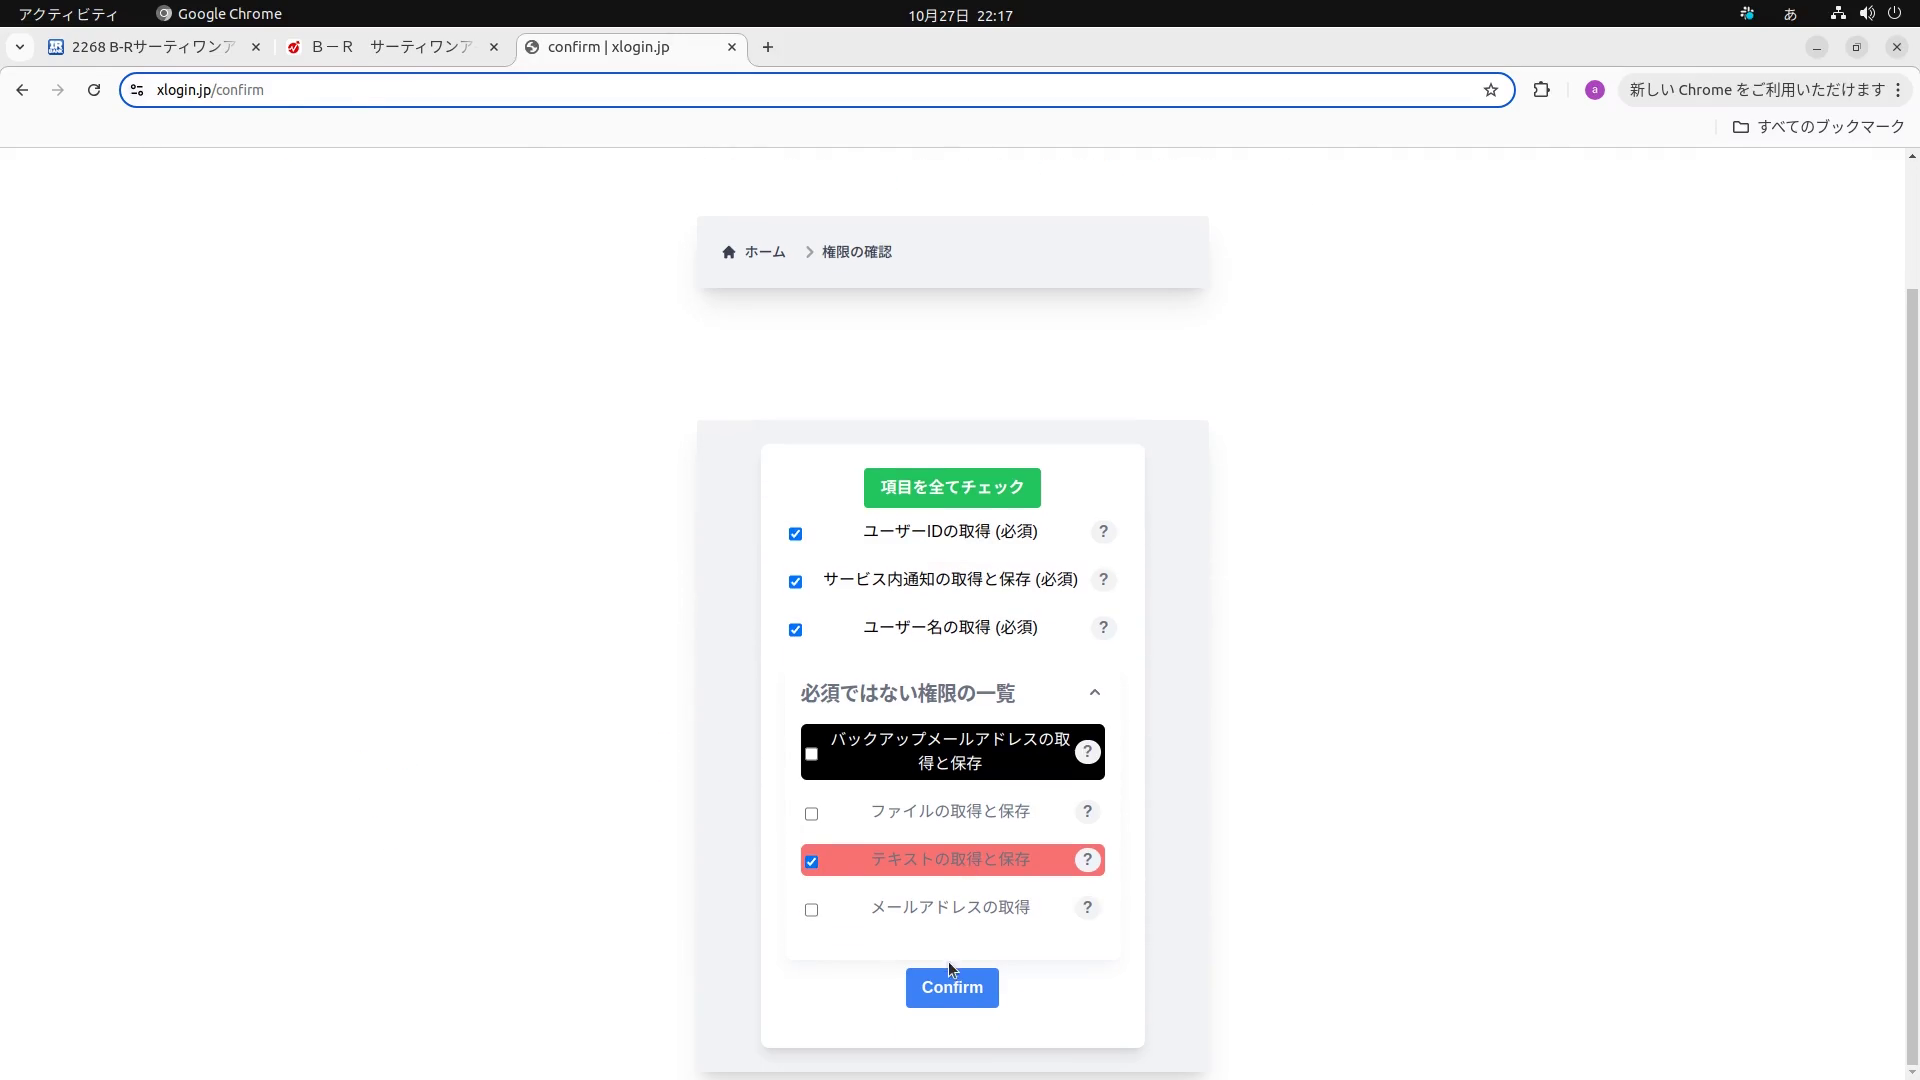 アクティビティ
Google Chrome
10月27日 22:17
あ
2268 B-Rサーティワンア
Ｂ－Ｒ　サーティワンア
confirm | xlogin.jp
xlogin.jp/confirm
a
新しい Chrome をご利用いただけます
すべてのブックマーク
ホーム
権限の確認
項目を全てチェック
ユーザーIDの取得 (必須)
?
サービス内通知の取得と保存 (必須)
?
ユーザー名の取得 (必須)
?
必須ではない権限の一覧
バックアップメールアドレスの取
得と保存
?
ファイルの取得と保存
?
テキストの取得と保存
?
メールアドレスの取得
?
Confirm